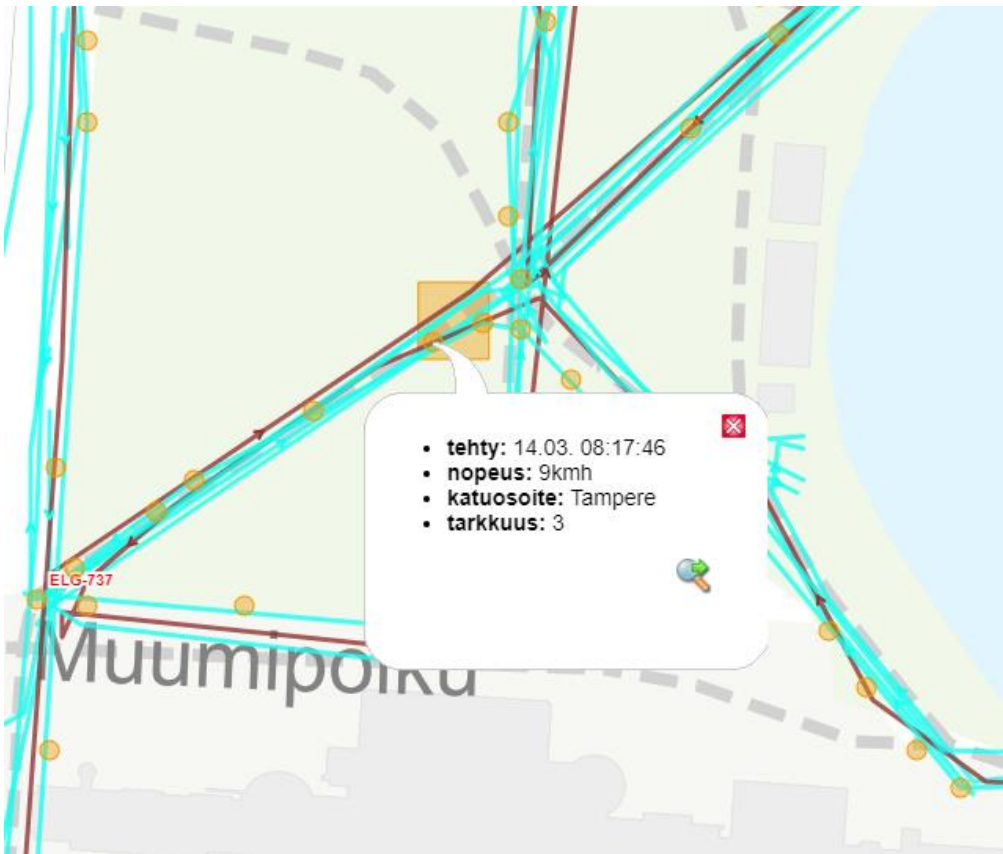 tehty: 14.03. 08:17:46
nopeus: 9kmh
katuosoite: Tampere
tarkkuus: 3
ELG-737
Muumipolku